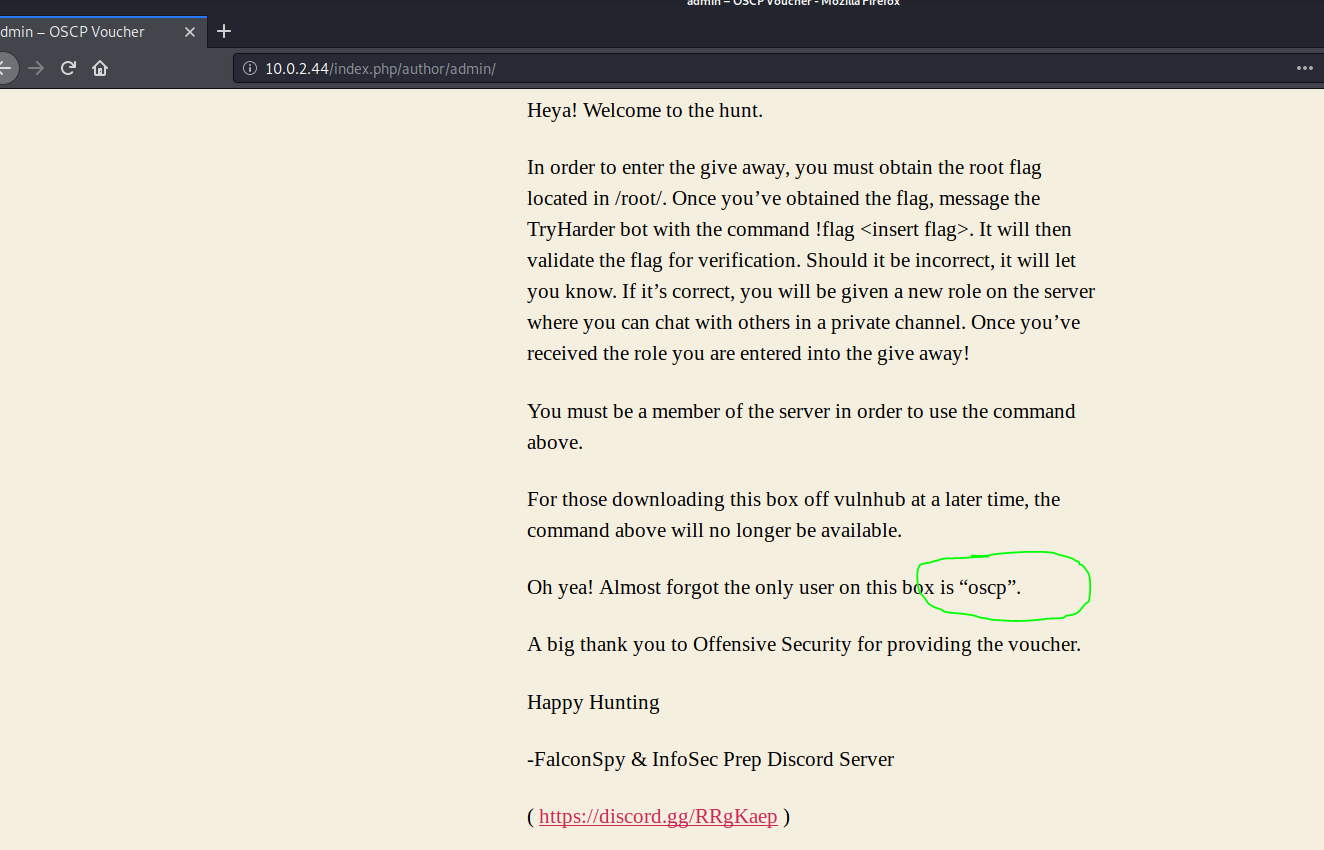 admin – OSCP Voucher - Mozilla Firefox
dmin – OSCP Voucher
10.0.2.44/index.php/author/admin/
Heya! Welcome to the hunt.
In order to enter the give away, you must obtain the root flag
located in /root/. Once you’ve obtained the flag, message the
TryHarder bot with the command !flag <insert flag>. It will then
validate the flag for verification. Should it be incorrect, it will let
you know. If it’s correct, you will be given a new role on the server
where you can chat with others in a private channel. Once you’ve
received the role you are entered into the give away!
You must be a member of the server in order to use the command
above.
For those downloading this box off vulnhub at a later time, the
command above will no longer be available.
Oh yea! Almost forgot the only user on this box is “oscp”.
A big thank you to Offensive Security for providing the voucher.
Happy Hunting
-FalconSpy & InfoSec Prep Discord Server
( https://discord.gg/RRgKaep )